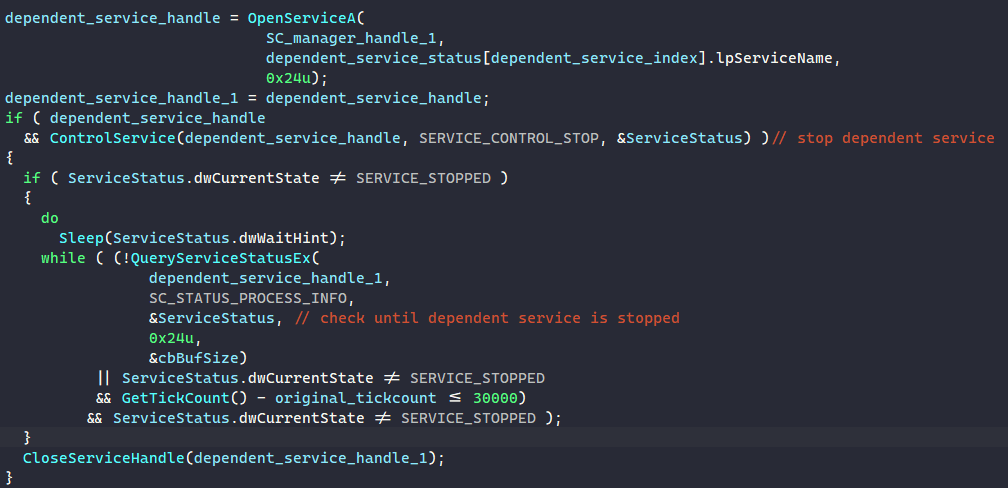 dependent_service_handle = OpenServiceA(
SC_manager_handle_1,
dependent_service_status[dependent_service_index].lpServiceName,
0x24u);
dependent_service_handle_1 = dependent_service_handle;
if ( dependent_service_handle
&& ControlService(dependent_service_handle, SERVICE_CONTROL_STOP, &ServiceStatus) )// stop dependent service
{
if ( ServiceStatus.dwCurrentState ≠ SERVICE_STOPPED )
{
do
Sleep(ServiceStatus.dwWaitHint);
while ( (!QueryServiceStatusEx(
dependent_service_handle_1,
SC_STATUS_PROCESS_INFO,
&ServiceStatus, // check until dependent service is stopped
0x24u,
&cbBufSize)
|| ServiceStatus.dwCurrentState ≠ SERVICE_STOPPED
&& GetTickCount() - original_tickcount ≤ 30000)
&& ServiceStatus.dwCurrentState ≠ SERVICE_STOPPED );
}
CloseServiceHandle(dependent_service_handle_1);
}